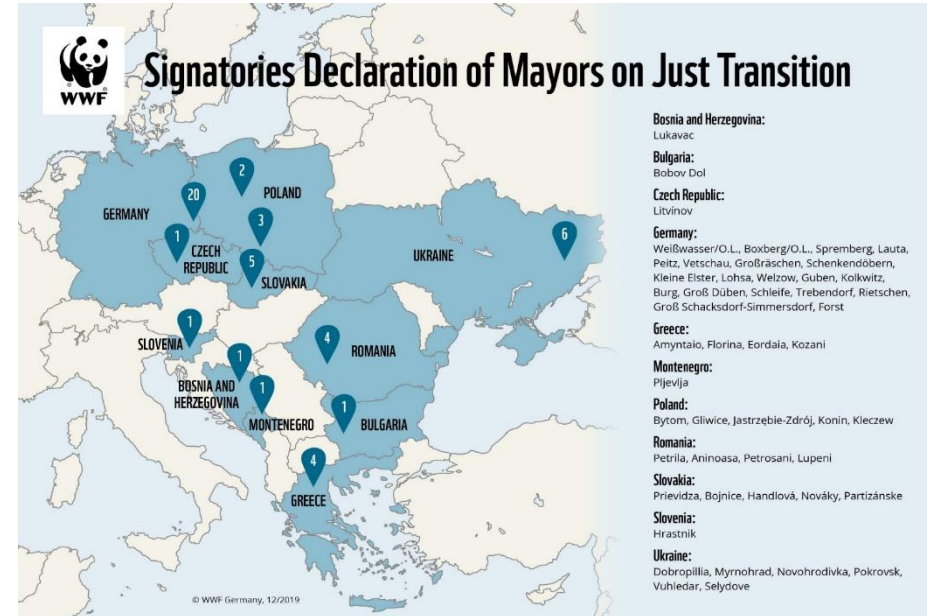 WWF
Signatories Declaration of Mayors on Just Transition
2
POLAND
20
GERMANY
3
1
CZECH
REPUBLIC
5
SLOVAKIA
UKRAINE
6
1
SLOVENIA
4
ROMANIA
1
BOSNIA AND
HERZEGOVINA
1
MONTENEGRO
1
BULGARIA
4
GREECE
© WWF Germany, 12/2019
Bosnia and Herzegovina:
Lukavac
Bulgaria:
Bobov Dol
Czech Republic:
Litvínov
Germany:
Weißwasser/O.L., Boxberg/O.L., Spremberg, Lauta,
Peitz, Vetschau, Großräschen, Schenkendöbern,
Kleine Elster, Lohsa, Welzow, Guben, Kolkwitz,
Burg, Groß Düben, Schleife, Trebendorf, Rietschen,
Groß Schacksdorf-Simmersdorf, Forst
Greece:
Amyntaio, Florina, Eordaia, Kozani
Montenegro:
Pljevlja
Poland:
Bytom, Gliwice, Jastrzębie-Zdrój, Konin, Kleczew
Romania:
Petrila, Aninoasa, Petrosani, Lupeni
Slovakia:
Prievidza, Bojnice, Handlová, Nováky, Partizánske
Slovenia:
Hrastnik
Ukraine:
Dobropillia, Myrnohrad, Novohrodivka, Pokrovsk,
Vuhledar, Selydove